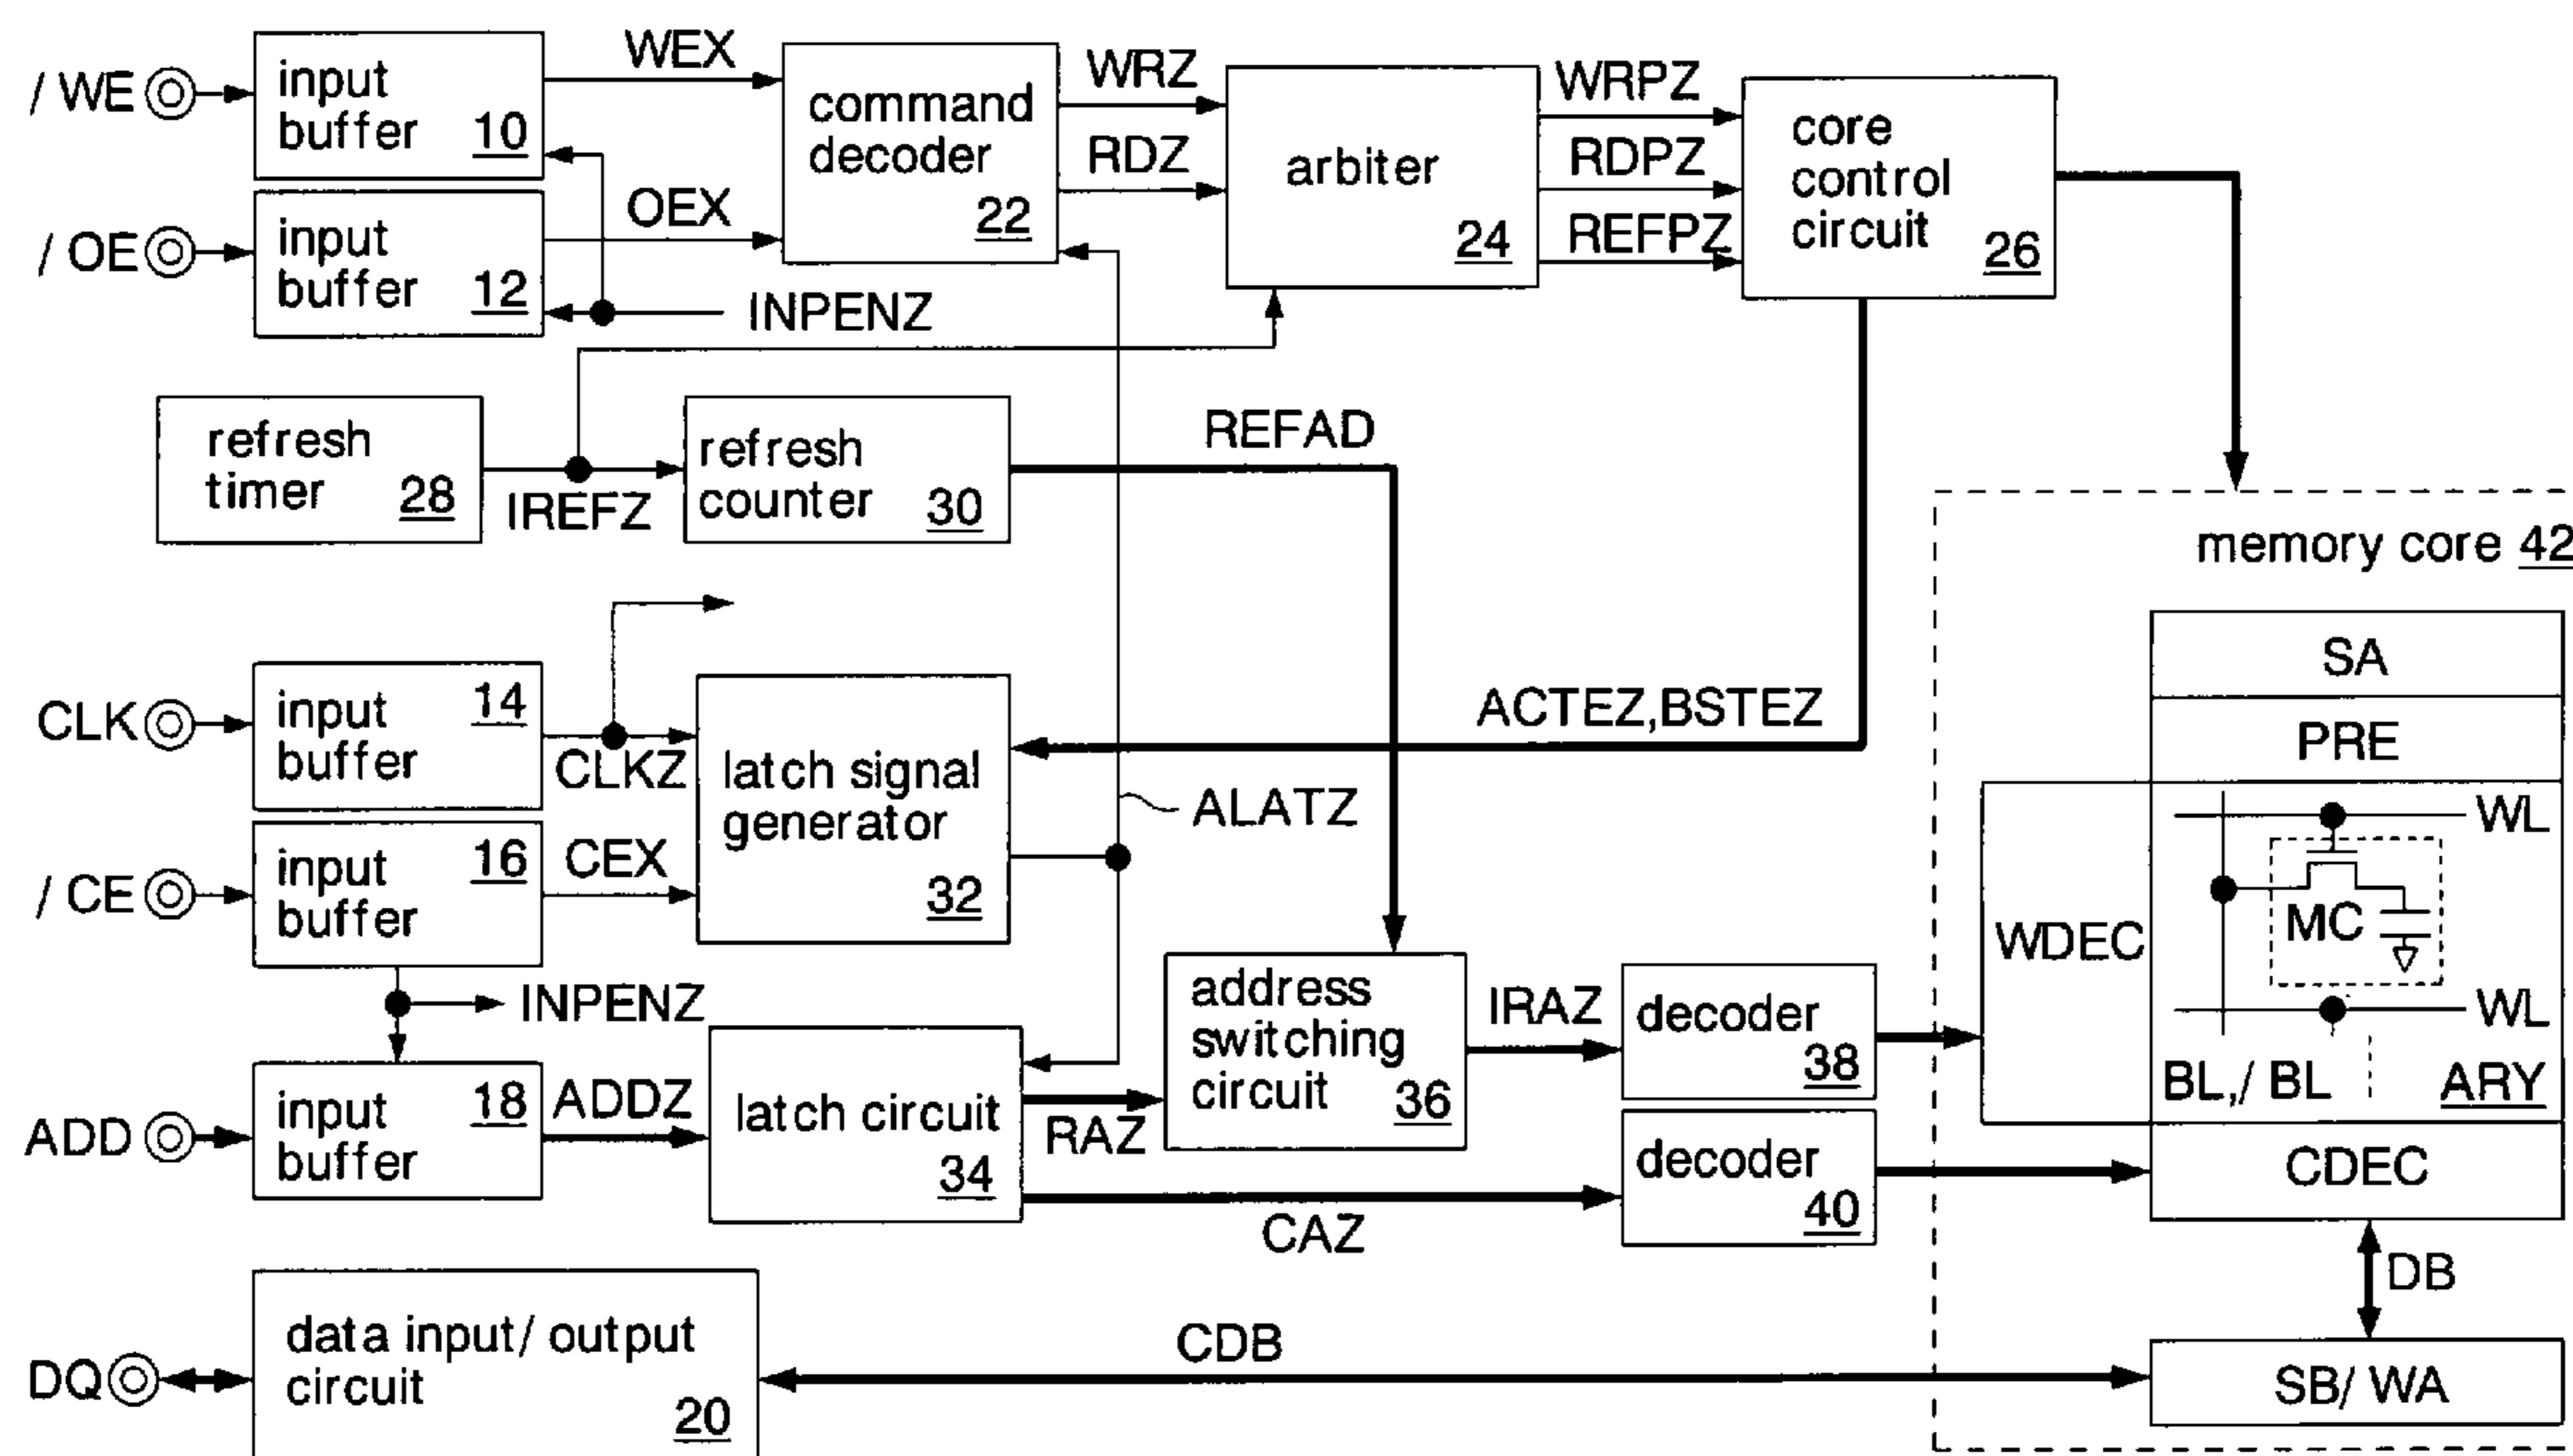 / WE
input
buffer 10
WEX
command
decoder
22
WRZ
RDZ
arbiter
24
WRPZ
RDPZ
REFPZ
core
control
circuit
26
/ OE
input
buffer 12
OEX
INPENZ
refresh
timer 28
IREFZ
refresh
counter 30
REFAD
memory core 42
CLK
input
buffer
14
CLKZ
latch signal
generator
32
ACTEZ,BSTEZ
ALATZ
/ CE
input
buffer
16
CEX
INPENZ
ADD
input
buffer
18
ADDZ
latch circuit
34
RAZ
CAZ
address
switching
circuit 36
IRAZ
decoder
38
decoder
40
SA
PRE
WDEC
WL
MC
WL
BL,/ BL
ARY
CDEC
DB
DQ
data input/ output
circuit
20
CDB
SB/ WA